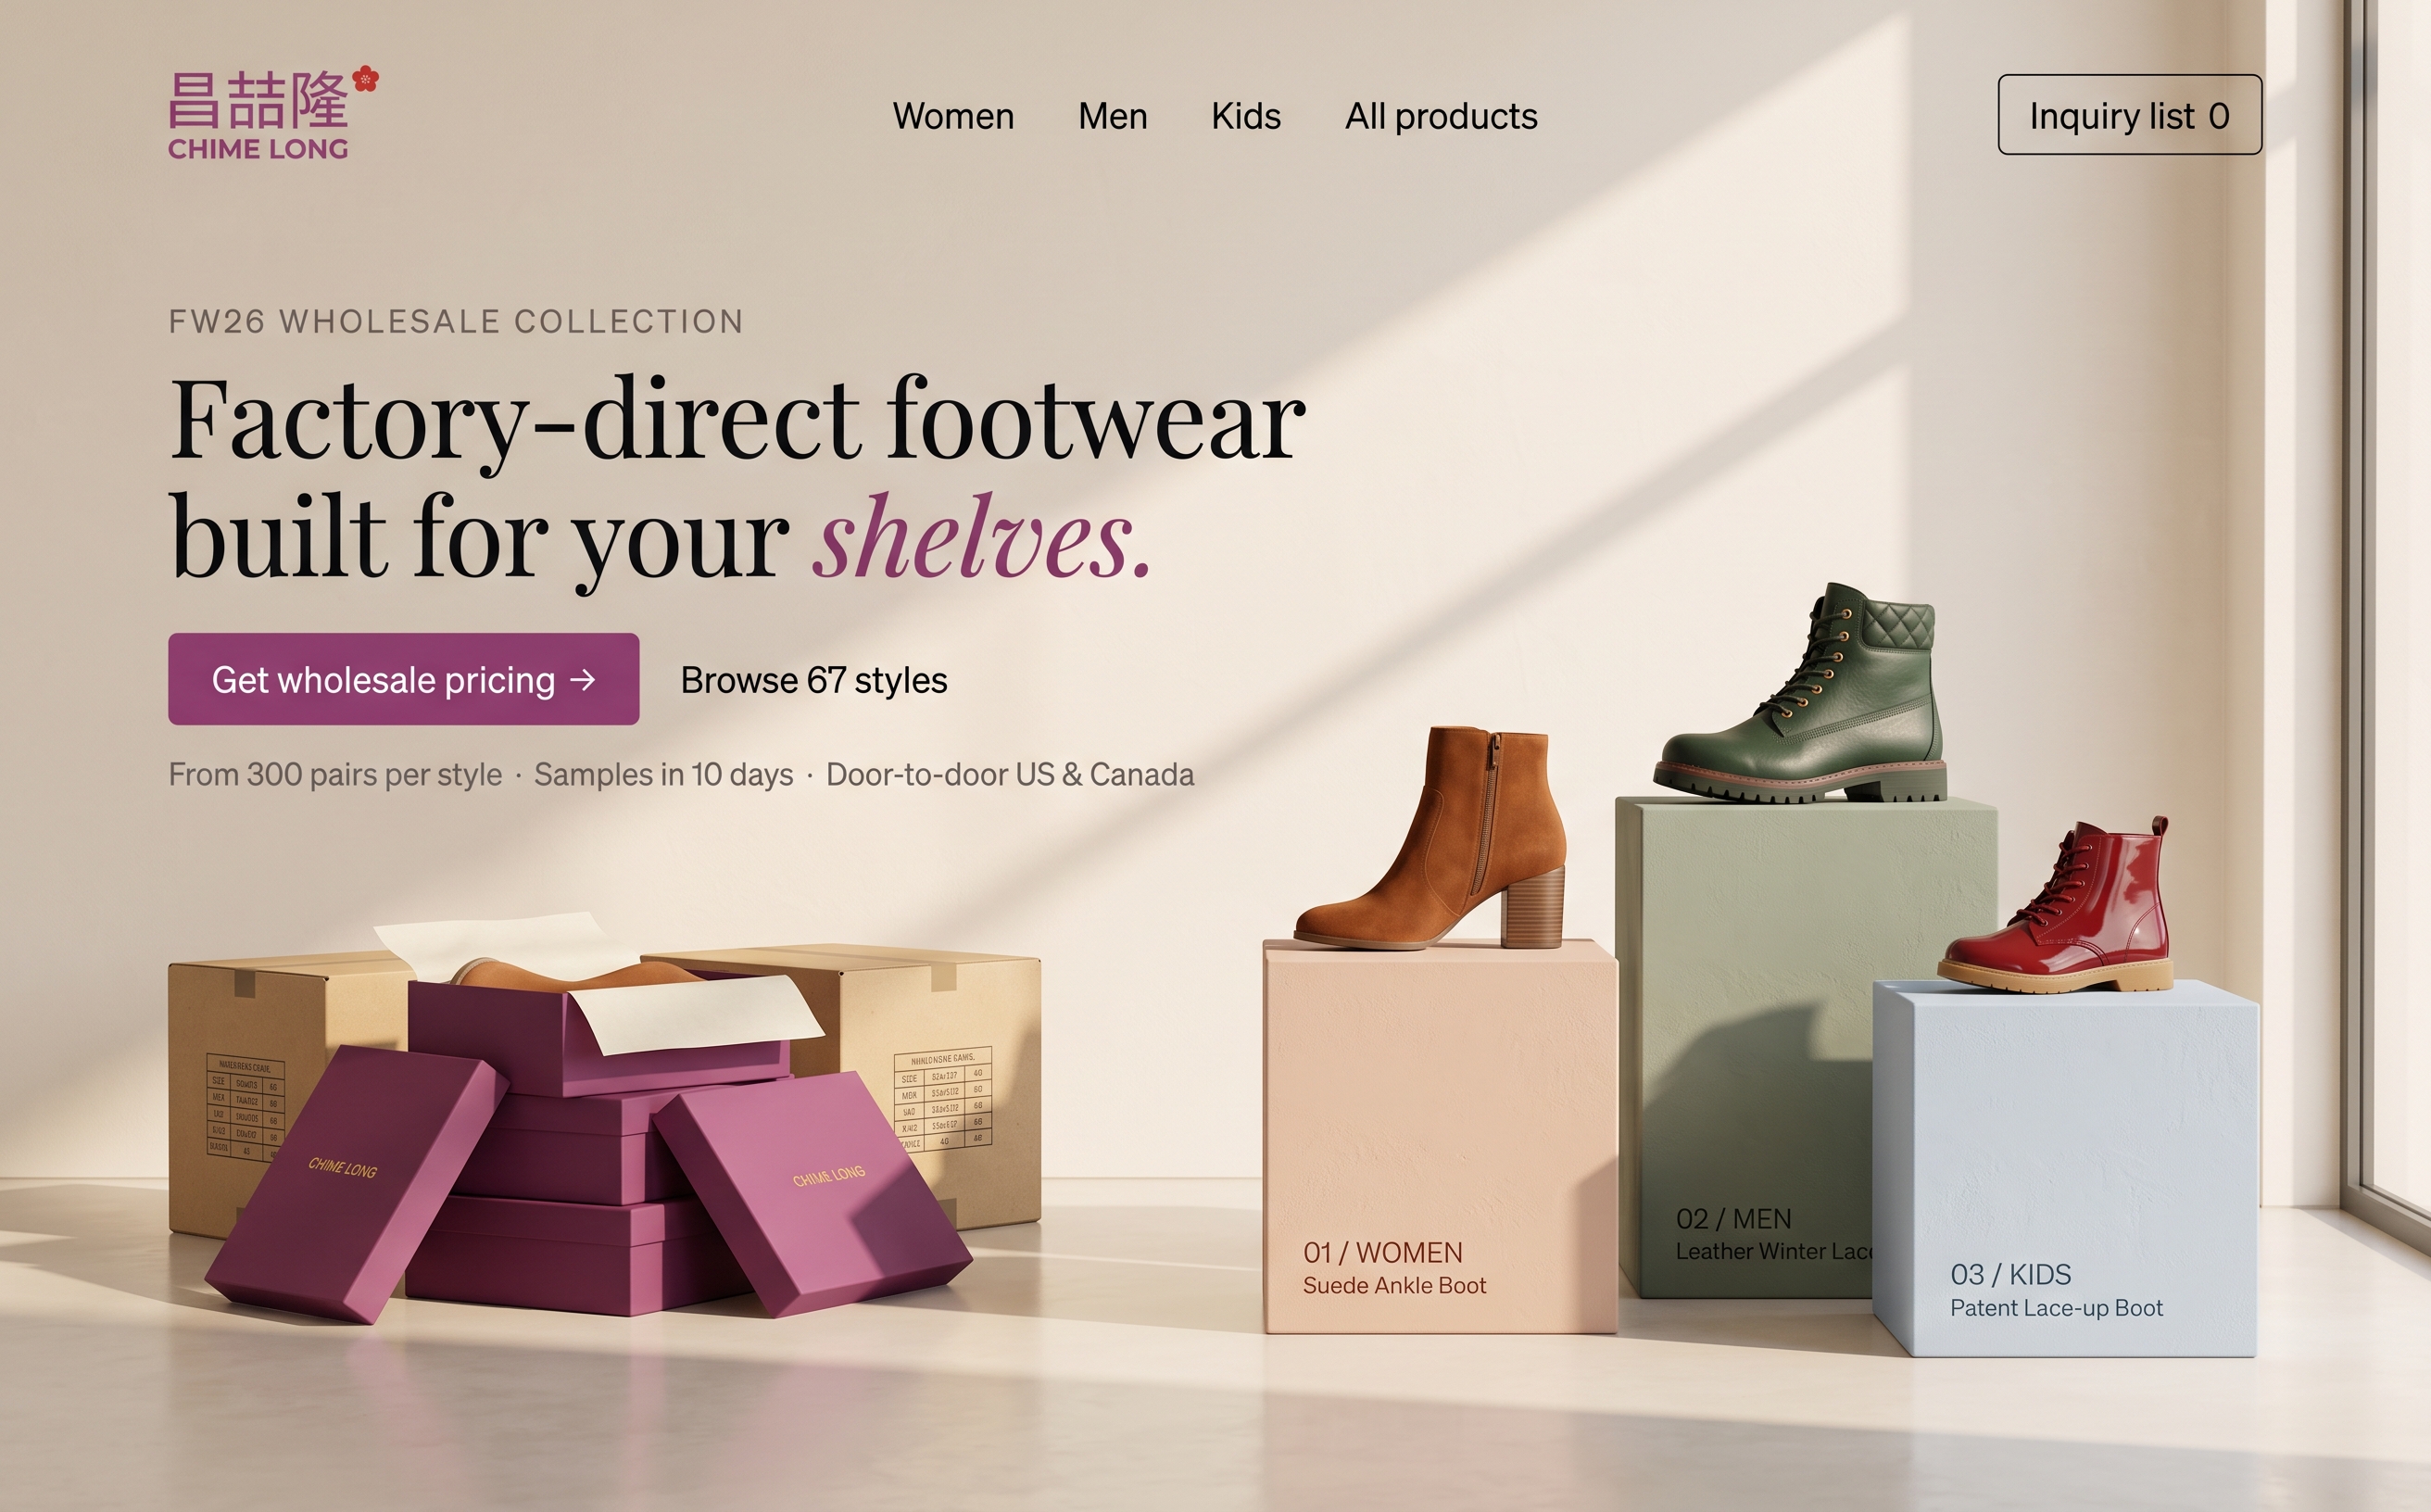 昌喆隆
CHIME LONG
Women Men Kids All products
Inquiry list 0
FW26 WHOLESALE COLLECTION
Factory-direct footwear
built for your shelves.
Get wholesale pricing →
Browse 67 styles
From 300 pairs per style · Samples in 10 days · Door-to-door US & Canada
CHIME LONG
CHIME LONG
01 / WOMEN
Suede Ankle Boot
02 / MEN
Leather Winter Lac
03 / KIDS
Patent Lace-up Boot